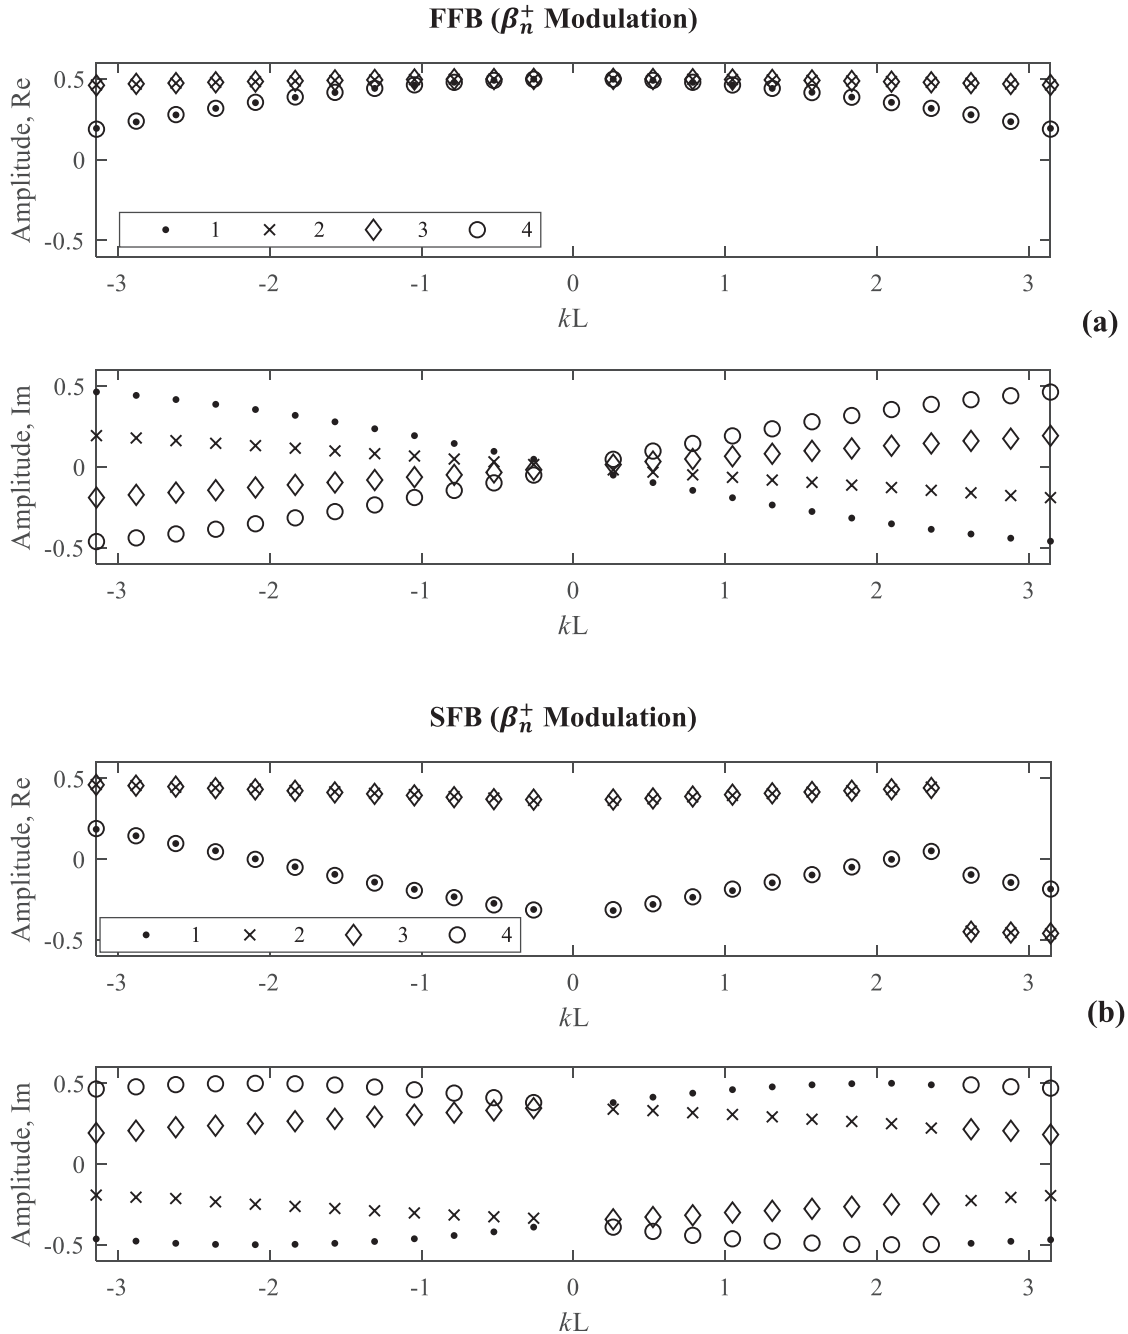 FFB (βn+ Modulation)
Amplitude, Re
0.5
0
-0.5
1 2 3 4
-3 -2 -1 0 1 2 3
kL
(a)
Amplitude, Im
0.5
0
-0.5
-3 -2 -1 0 1 2 3
kL
SFB (βn+ Modulation)
Amplitude, Re
0.5
0
-0.5
1 2 3 4
-3 -2 -1 0 1 2 3
kL
(b)
Amplitude, Im
0.5
0
-0.5
-3 -2 -1 0 1 2 3
kL